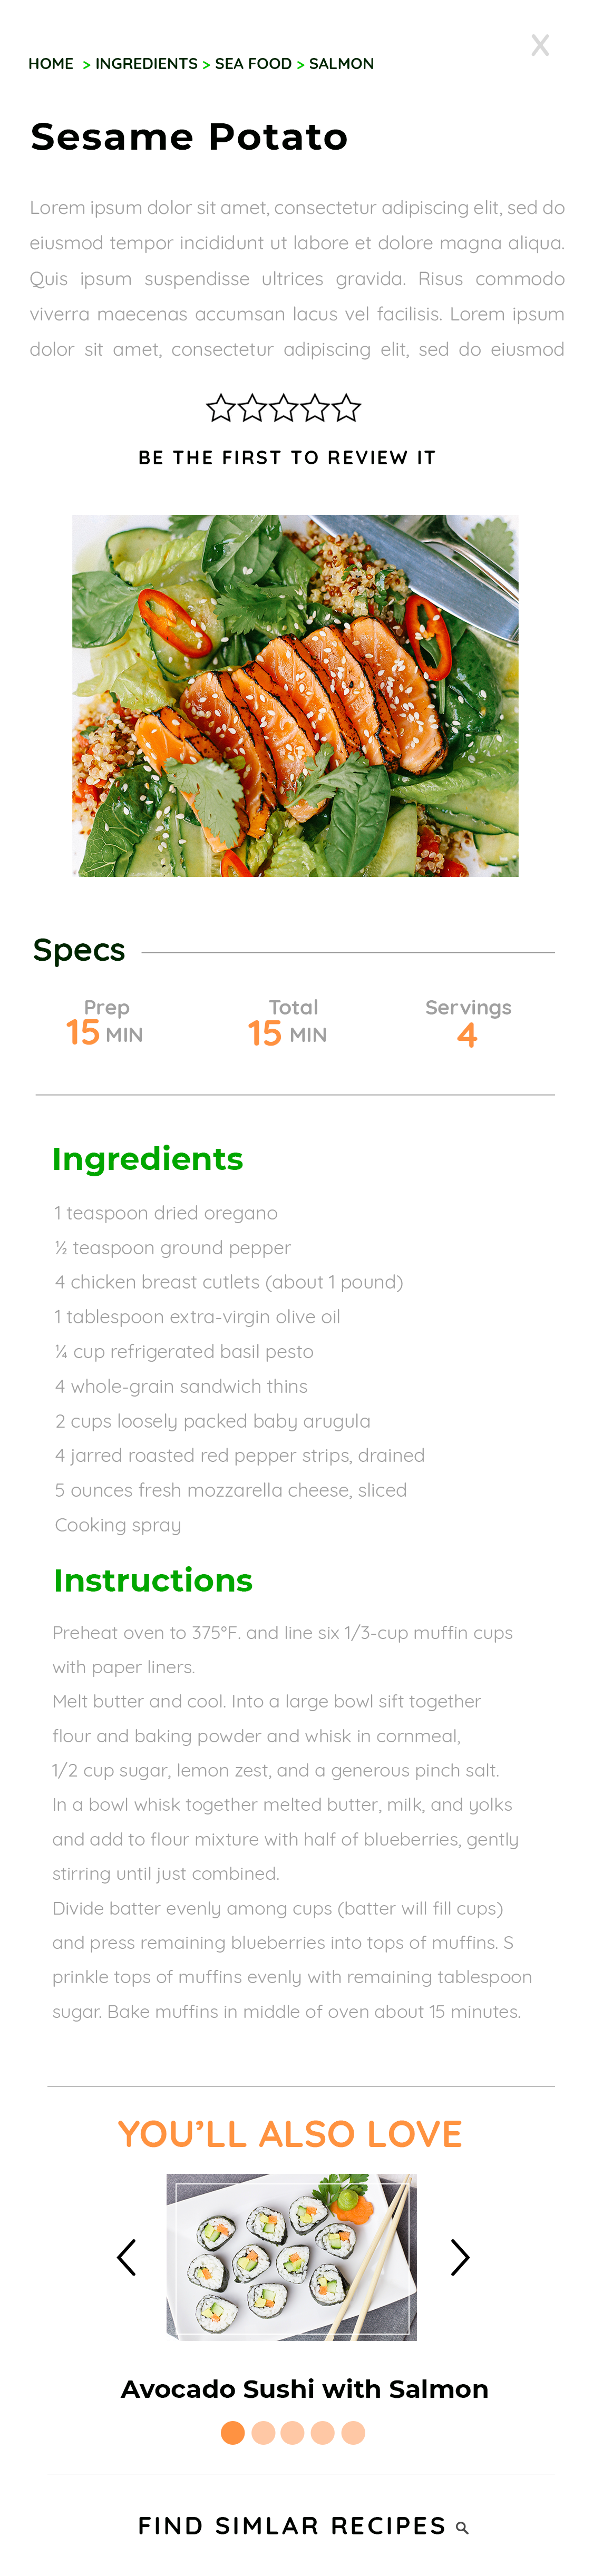 X
HOME > INGREDIENTS > SEA FOOD > SALMON
Sesame Potato
Lorem ipsum dolor sit amet, consectetur adipiscing elit, sed do
eiusmod tempor incididunt ut labore et dolore magna aliqua.
Quis ipsum suspendisse ultrices gravida. Risus commodo
viverra maecenas accumsan lacus vel facilisis. Lorem ipsum
dolor sit amet, consectetur adipiscing elit, sed do eiusmod
BE THE FIRST TO REVIEW IT
Specs
Prep Total Servings
15 MIN 15 MIN 4
Ingredients
1 teaspoon dried oregano
½ teaspoon ground pepper
4 chicken breast cutlets (about 1 pound)
1 tablespoon extra-virgin olive oil
¼ cup refrigerated basil pesto
4 whole-grain sandwich thins
2 cups loosely packed baby arugula
4 jarred roasted red pepper strips, drained
5 ounces fresh mozzarella cheese, sliced
Cooking spray
Instructions
Preheat oven to 375°F. and line six 1/3-cup muffin cups
with paper liners.
Melt butter and cool. Into a large bowl sift together
flour and baking powder and whisk in cornmeal,
1/2 cup sugar, lemon zest, and a generous pinch salt.
In a bowl whisk together melted butter, milk, and yolks
and add to flour mixture with half of blueberries, gently
stirring until just combined.
Divide batter evenly among cups (batter will fill cups)
and press remaining blueberries into tops of muffins. S
prinkle tops of muffins evenly with remaining tablespoon
sugar. Bake muffins in middle of oven about 15 minutes.
YOU'LL ALSO LOVE
Avocado Sushi with Salmon
FIND SIMLAR RECIPES